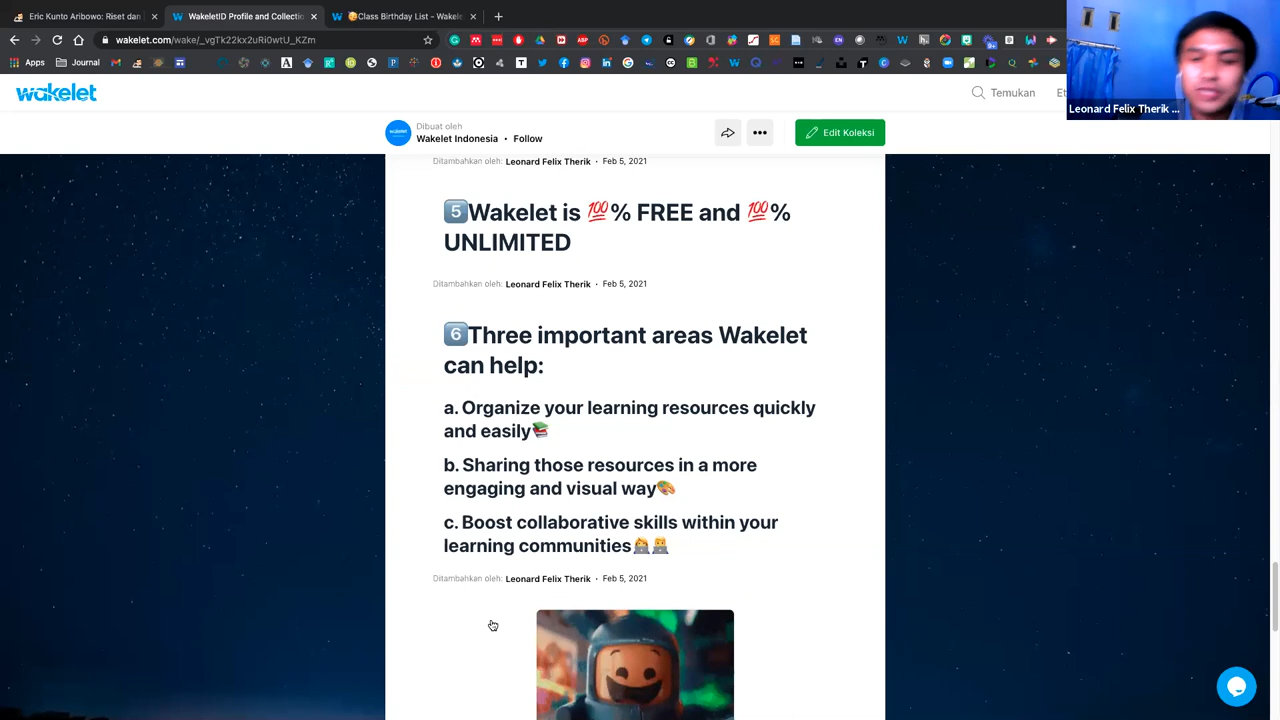 Eric Kunto Aribowo: Riset dan
WakeletID Profile and Collectio
🥳Class Birthday List - Wakele
wakelet.com/wake/_vgTk22kx2uRi0wtU_KZm
Apps
Journal
wakelet
Temukan
Et
Leonard Felix Therik ...
Dibuat oleh
Wakelet Indonesia • Follow
Edit Koleksi
Ditambahkan oleh: Leonard Felix Therik • Feb 5, 2021
5️⃣Wakelet is 💯% FREE and 💯%
UNLIMITED
Ditambahkan oleh: Leonard Felix Therik • Feb 5, 2021
6️⃣Three important areas Wakelet
can help:
a. Organize your learning resources quickly
and easily📚
b. Sharing those resources in a more
engaging and visual way🎨
c. Boost collaborative skills within your
learning communities👩‍💻👨‍💻
Ditambahkan oleh: Leonard Felix Therik • Feb 5, 2021